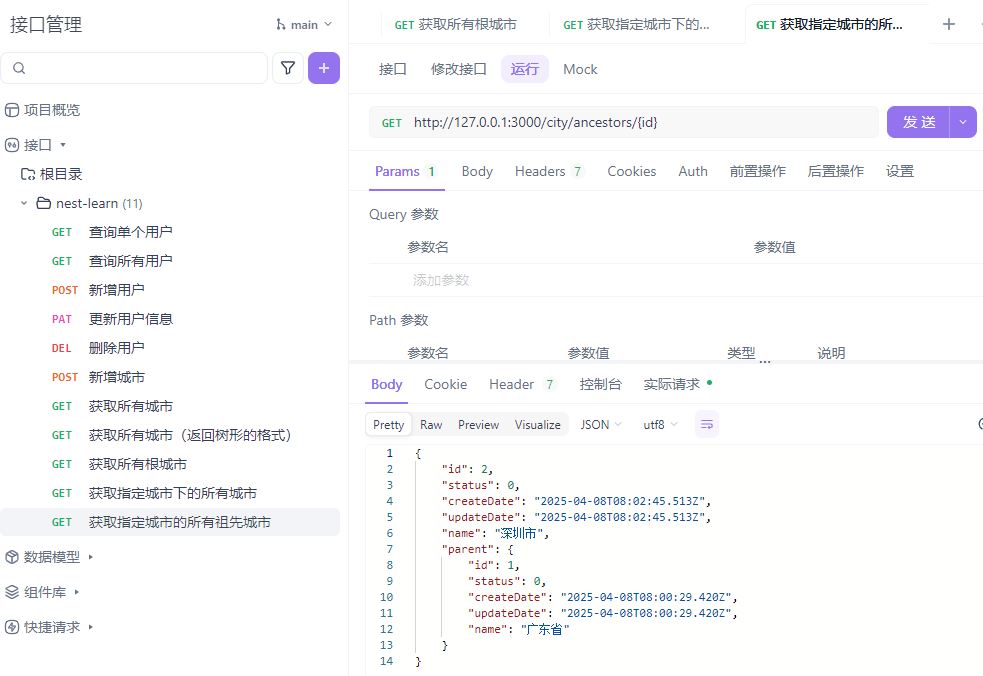 接口管理
main
项目概览
接口
根目录
nest-learn (11)
GET 查询单个用户
GET 查询所有用户
POST 新增用户
PAT 更新用户信息
DEL 删除用户
POST 新增城市
GET 获取所有城市
GET 获取所有城市（返回树形的格式）
GET 获取所有根城市
GET 获取指定城市下的所有城市
GET 获取指定城市的所有祖先城市
数据模型
组件库
快捷请求
GET 获取所有根城市 GET 获取指定城市下的... GET 获取指定城市的所...
接口 修改接口 运行 Mock
GET http://127.0.0.1:3000/city/ancestors/{id} 发 送
Params 1 Body Headers 7 Cookies Auth 前置操作 后置操作 设置
Query 参数
参数名 参数值
添加参数
Path 参数
参数名 参数值 类型 ... 说明
Body Cookie Header 7 控制台 实际请求
Pretty Raw Preview Visualize JSON utf8
1 {
2 "id": 2,
3 "status": 0,
4 "createDate": "2025-04-08T08:02:45.513Z",
5 "updateDate": "2025-04-08T08:02:45.513Z",
6 "name": "深圳市",
7 "parent": {
8 "id": 1,
9 "status": 0,
10 "createDate": "2025-04-08T08:00:29.420Z",
11 "updateDate": "2025-04-08T08:00:29.420Z",
12 "name": "广东省"
13 }
14 }